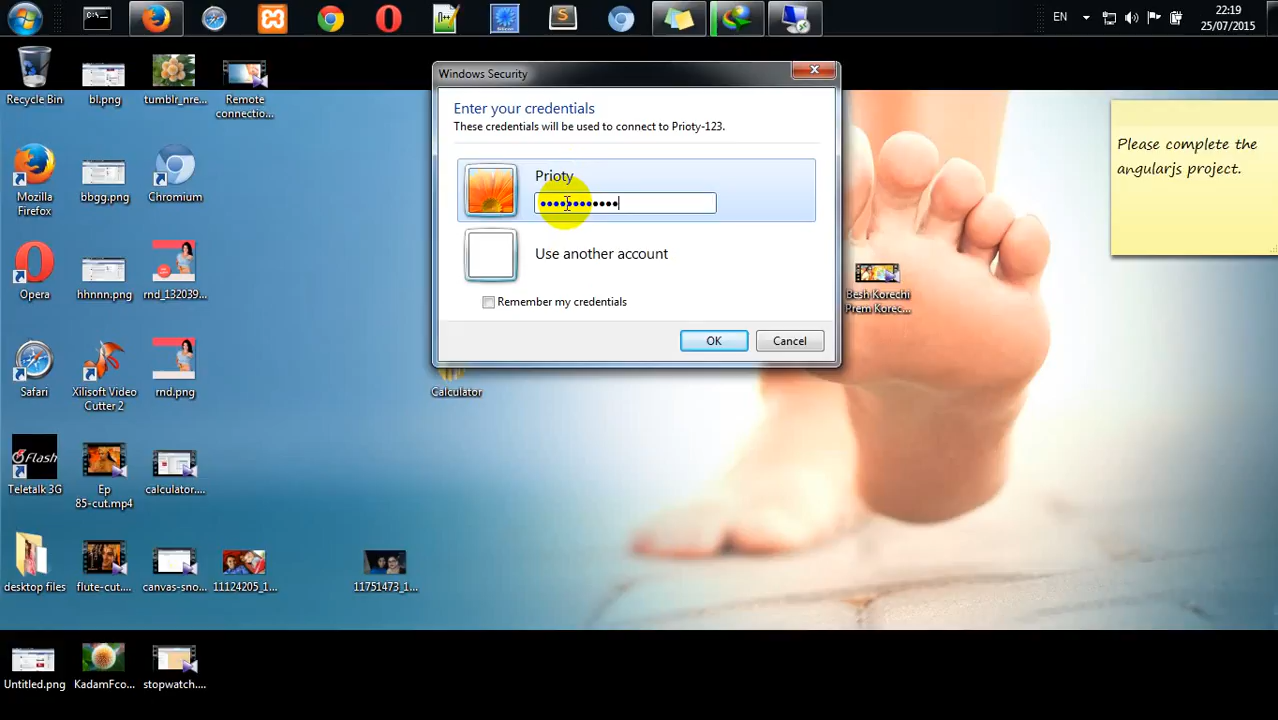 EN
22:19
25/07/2015
Windows Security
Enter your credentials
These credentials will be used to connect to Prioty-123.
Prioty
••••••••••••
Use another account
Remember my credentials
OK
Cancel
Please complete the
angularjs project.
Recycle Bin
bl.png
tumblr_nre...
Remote
connectio...
Mozilla
Firefox
bbgg.png
Chromium
Opera
hhnnn.png
rnd_132039...
Besh Korechi
Prem Korec...
Safari
Xilisoft Video
Cutter 2
rnd.png
Calculator
Flash
Teletalk 3G
Ep
85-cut.mp4
calculator....
desktop files
flute-cut....
canvas-sno...
11124205_1...
11751473_1...
Untitled.png
KadamFco...
stopwatch....